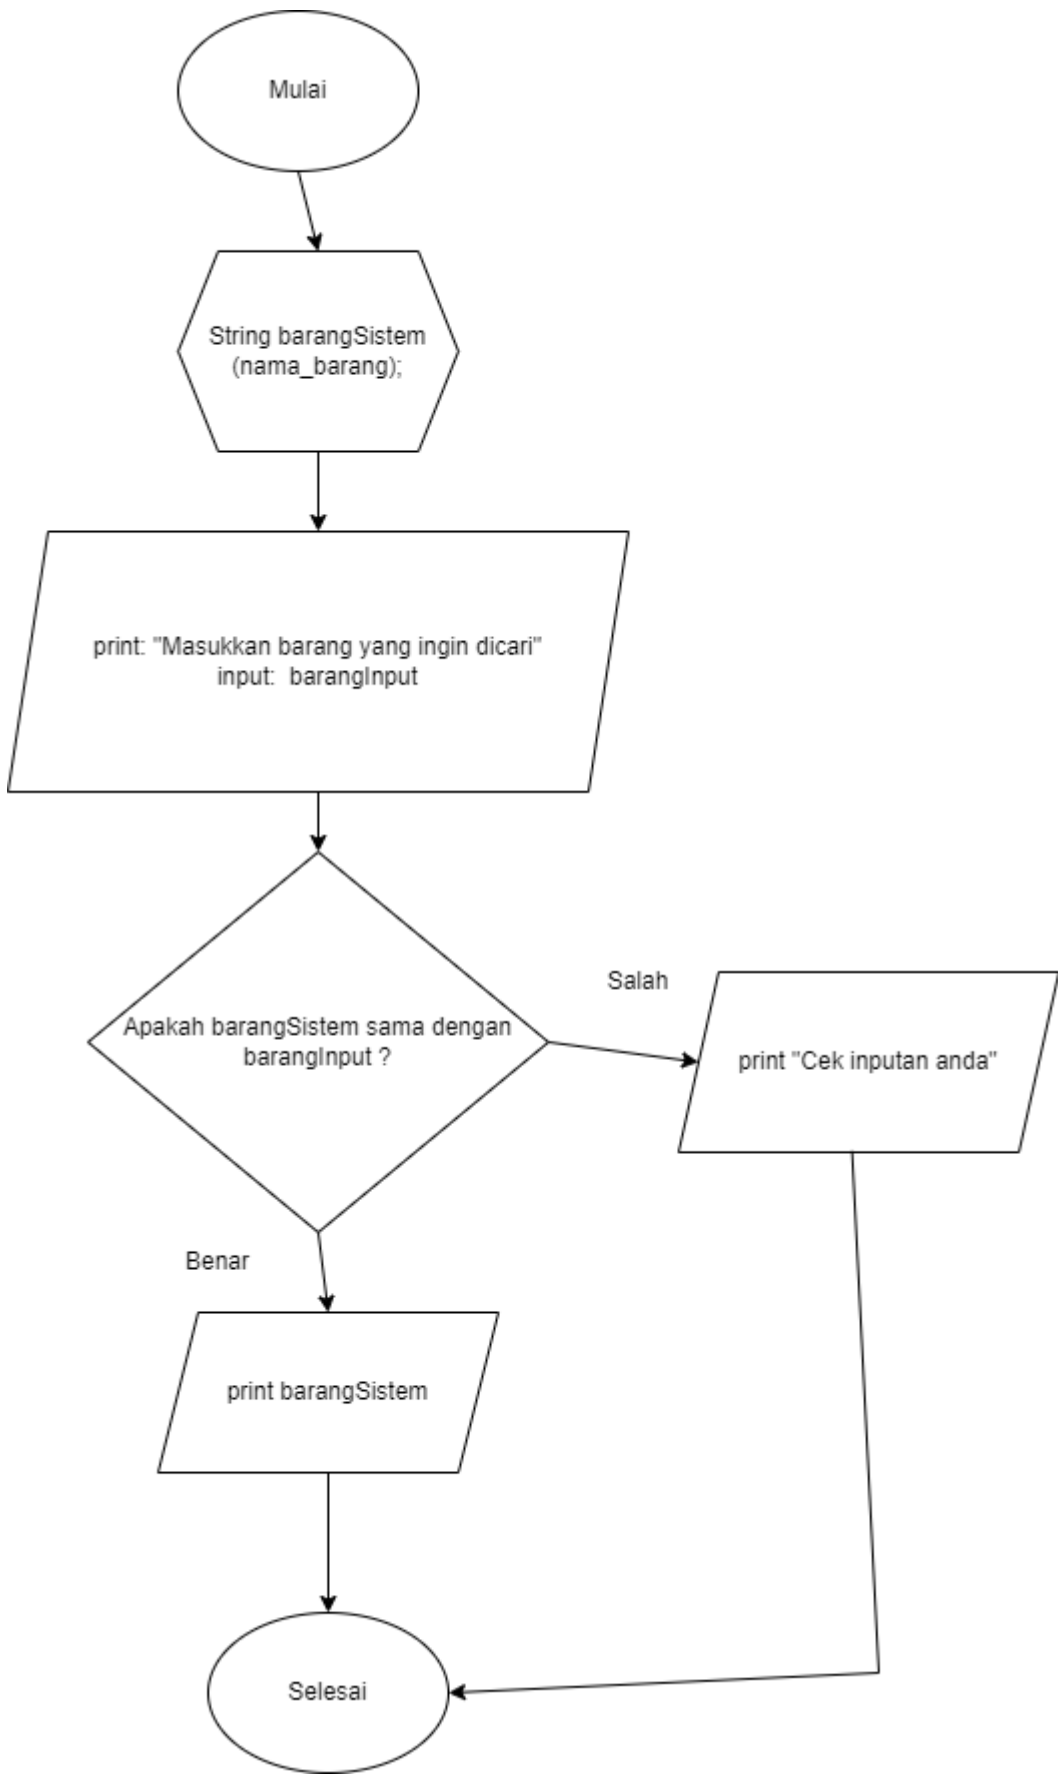 Mulai
String barangSistem
(nama_barang);
print: "Masukkan barang yang ingin dicari"
input:  barangInput
Apakah barangSistem sama dengan
barangInput ?
Salah
print "Cek inputan anda"
Benar
print barangSistem
Selesai